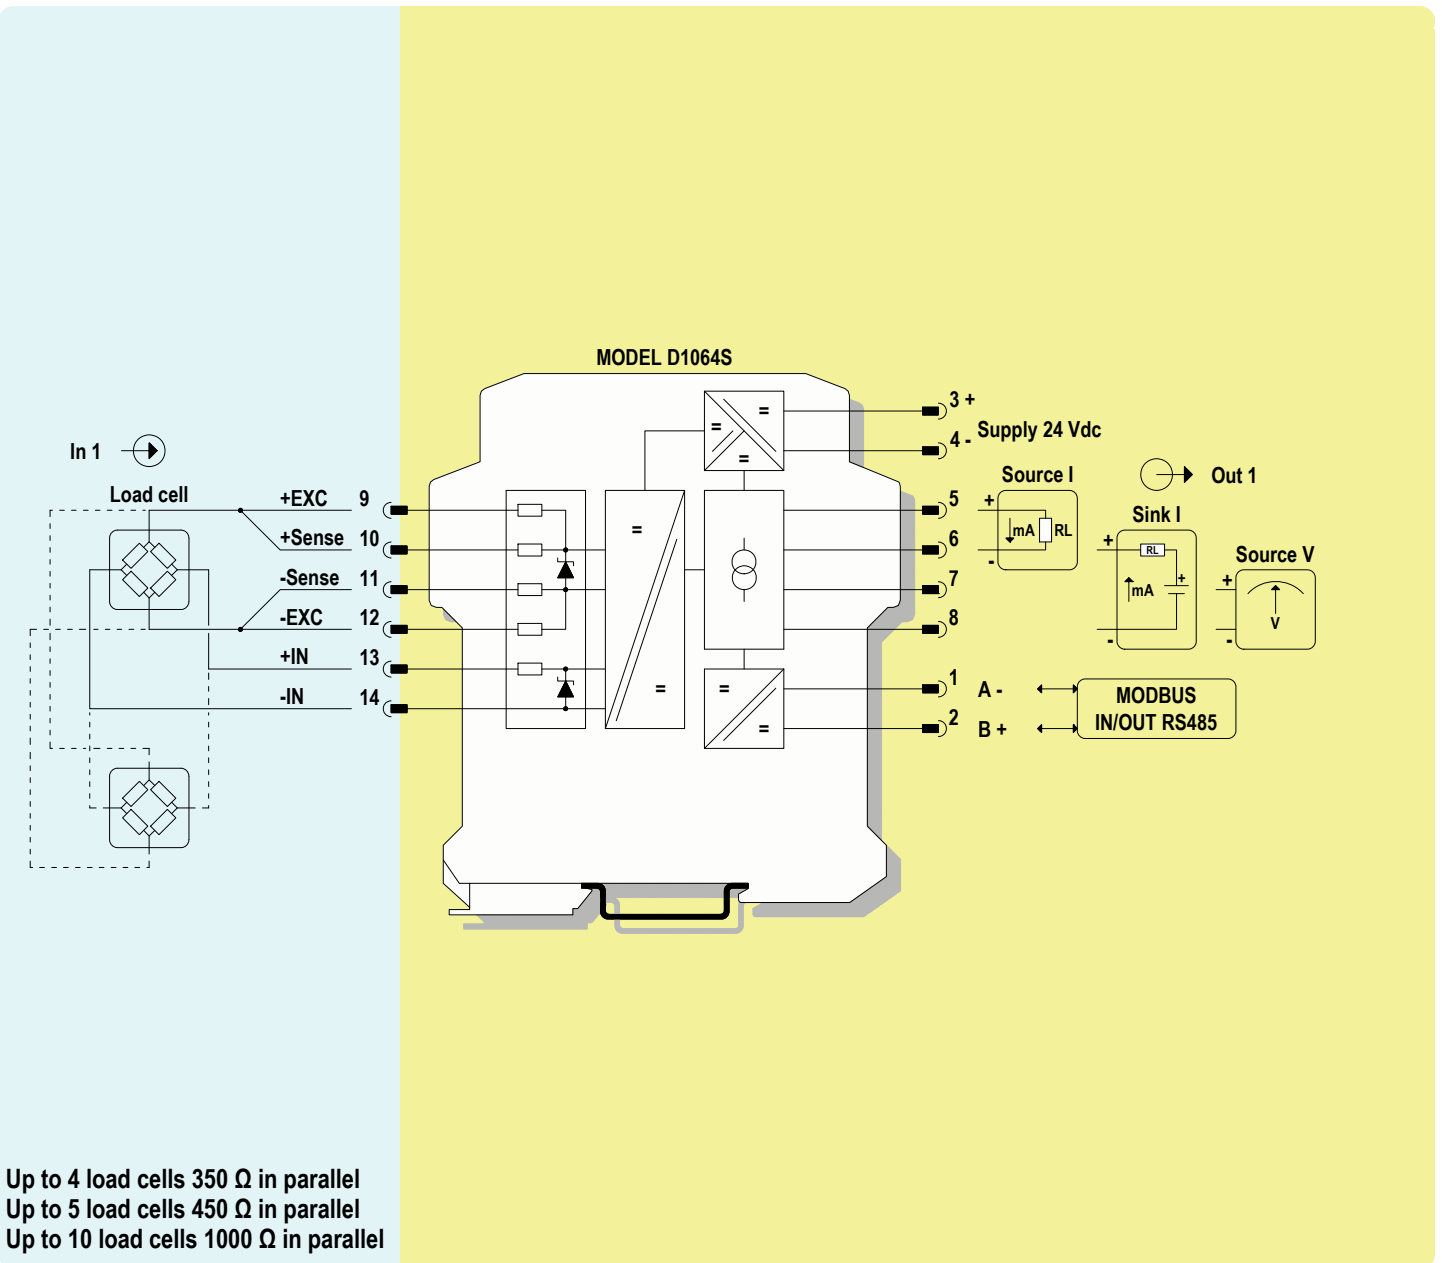 MODEL D1064S
In 1
Load cell
+EXC 9
+Sense 10
-Sense 11
-EXC 12
+IN 13
-IN 14
= = =
= =
= =
3 +
4 -
Supply 24 Vdc
5
6
7
8
1 A -
2 B +
Source I
+
mA RL
-
Out 1
Sink I
+
RL
mA +
-
Source V
+
V
-
MODBUS
IN/OUT RS485
Up to 4 load cells 350 Ω in parallel
Up to 5 load cells 450 Ω in parallel
Up to 10 load cells 1000 Ω in parallel